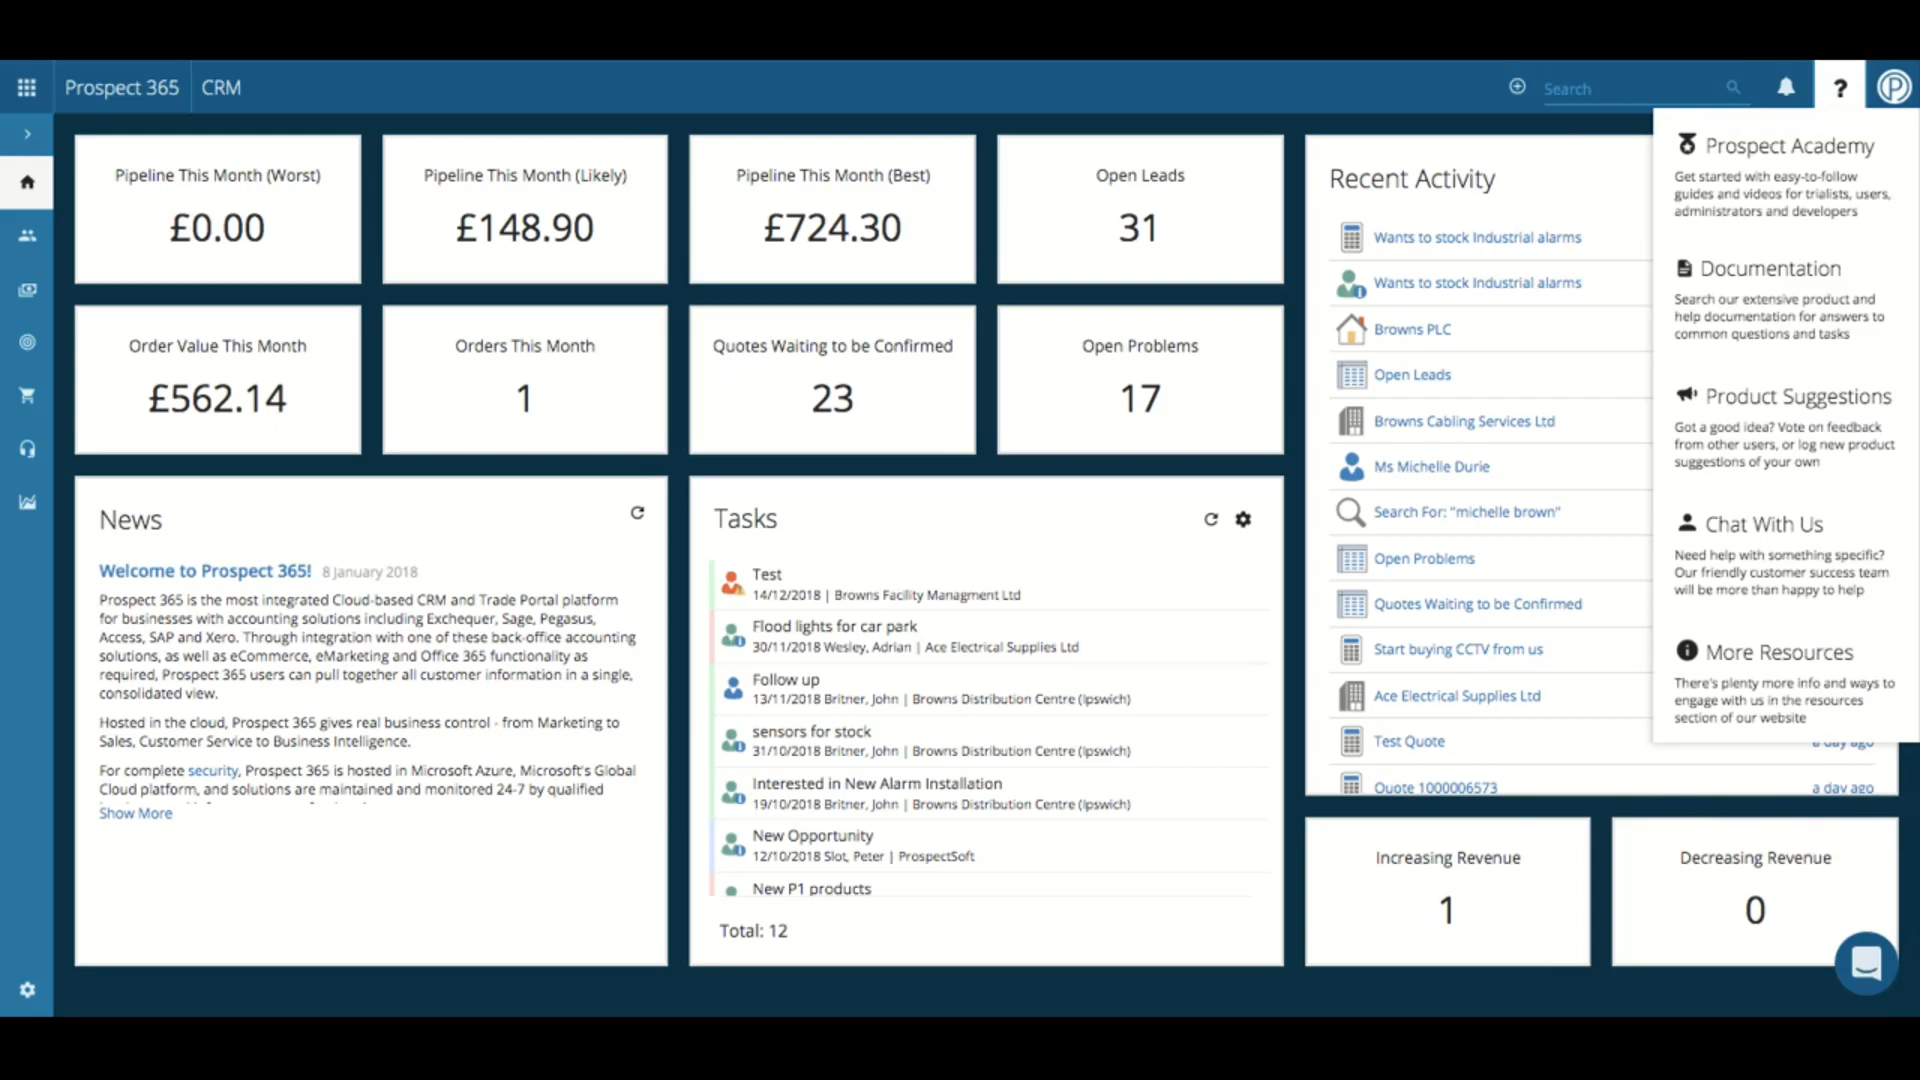 Prospect 365
CRM
Search
?
Pipeline This Month (Worst)
£0.00
Pipeline This Month (Likely)
£148.90
Pipeline This Month (Best)
£724.30
Open Leads
31
Order Value This Month
£562.14
Orders This Month
1
Quotes Waiting to be Confirmed
23
Open Problems
17
News
Welcome to Prospect 365! 8 January 2018
Prospect 365 is the most integrated Cloud-based CRM and Trade Portal platform
for businesses with accounting solutions including Exchequer, Sage, Pegasus,
Access, SAP and Xero. Through integration with one of these back-office accounting
solutions, as well as eCommerce, eMarketing and Office 365 functionality as
required, Prospect 365 users can pull together all customer information in a single,
consolidated view.
Hosted in the cloud, Prospect 365 gives real business control - from Marketing to
Sales, Customer Service to Business Intelligence.
For complete security, Prospect 365 is hosted in Microsoft Azure, Microsoft's Global
Cloud platform, and solutions are maintained and monitored 24-7 by qualified
Show More
Tasks
Test
14/12/2018 | Browns Facility Managment Ltd
Flood lights for car park
30/11/2018 Wesley, Adrian | Ace Electrical Supplies Ltd
Follow up
13/11/2018 Britner, John | Browns Distribution Centre (Ipswich)
sensors for stock
31/10/2018 Britner, John | Browns Distribution Centre (Ipswich)
Interested in New Alarm Installation
19/10/2018 Britner, John | Browns Distribution Centre (Ipswich)
New Opportunity
12/10/2018 Slot, Peter | ProspectSoft
New P1 products
Total: 12
Recent Activity
Wants to stock Industrial alarms
Wants to stock Industrial alarms
Browns PLC
Open Leads
Browns Cabling Services Ltd
Ms Michelle Durie
Search For: "michelle brown"
Open Problems
Quotes Waiting to be Confirmed
Start buying CCTV from us
Ace Electrical Supplies Ltd
Test Quote a day ago
Quote 1000006573 a day ago
Increasing Revenue
1
Decreasing Revenue
0
Prospect Academy
Get started with easy-to-follow
guides and videos for trialists, users,
administrators and developers
Documentation
Search our extensive product and
help documentation for answers to
common questions and tasks
Product Suggestions
Got a good idea? Vote on feedback
from other users, or log new product
suggestions of your own
Chat With Us
Need help with something specific?
Our friendly customer success team
will be more than happy to help
More Resources
There's plenty more info and ways to
engage with us in the resources
section of our website